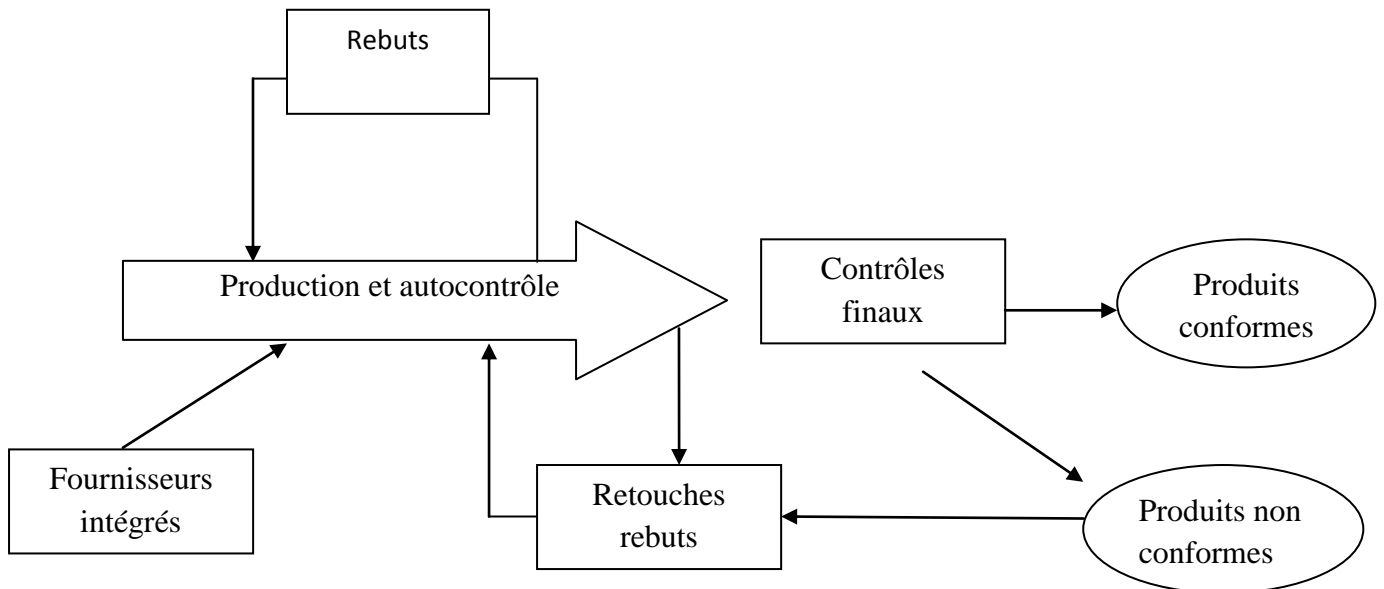 Rebuts
Production et autocontrôle
Contrôles
finaux
Produits
conformes
Fournisseurs
intégrés
Retouches
rebuts
Produits non
conformes